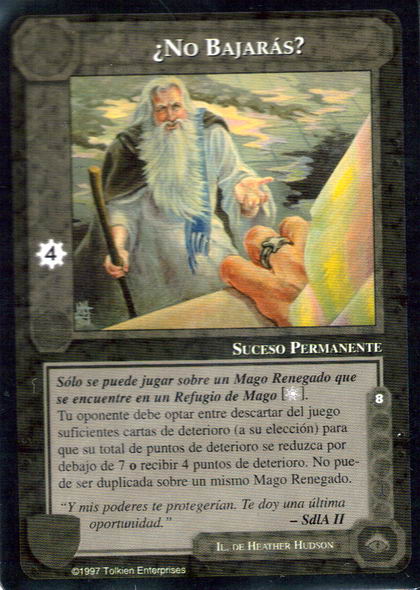 ¿No Bajarás?
4
Suceso Permanente
Sólo se puede jugar sobre un Mago Renegado que
se encuentre en un Refugio de Mago [ ].
Tu oponente debe optar entre descartar del juego
suficientes cartas de deterioro (a su elección) para
que su total de puntos de deterioro se reduzca por
debajo de 7 o recibir 4 puntos de deterioro. No pue-
de ser duplicada sobre un mismo Mago Renegado.
8
“Y mis poderes te protegerían. Te doy una última
oportunidad.” – SdlA II
Il. de Heather Hudson
©1997 Tolkien Enterprises